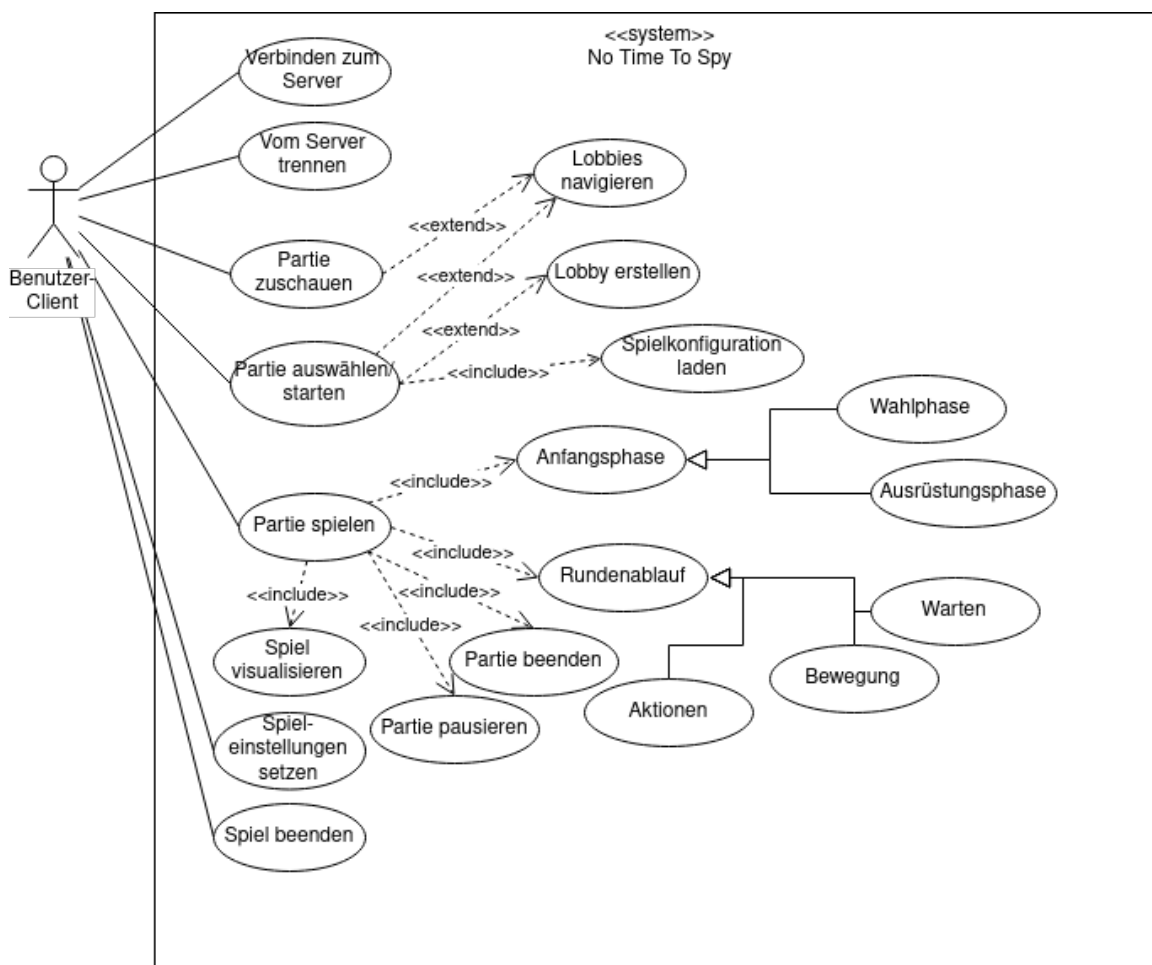 <<system>>
No Time To Spy
Verbinden zum
Server
Vom Server
trennen
Lobbies
navigieren
<<extend>>
Partie
zuschauen
<<extend>>
Lobby erstellen
Benutzer-
Client
<<extend>>
Spielkonfiguration
laden
Partie auswählen/
starten
<<include>>
Wahlphase
Anfangsphase
<<include>>
Ausrüstungsphase
Partie spielen
<<include>>
Rundenablauf
<<include>>
<<include>>
Warten
<<include>>
Spiel
visualisieren
Partie beenden
Bewegung
Aktionen
Partie pausieren
Spiel-
einstellungen
setzen
Spiel beenden